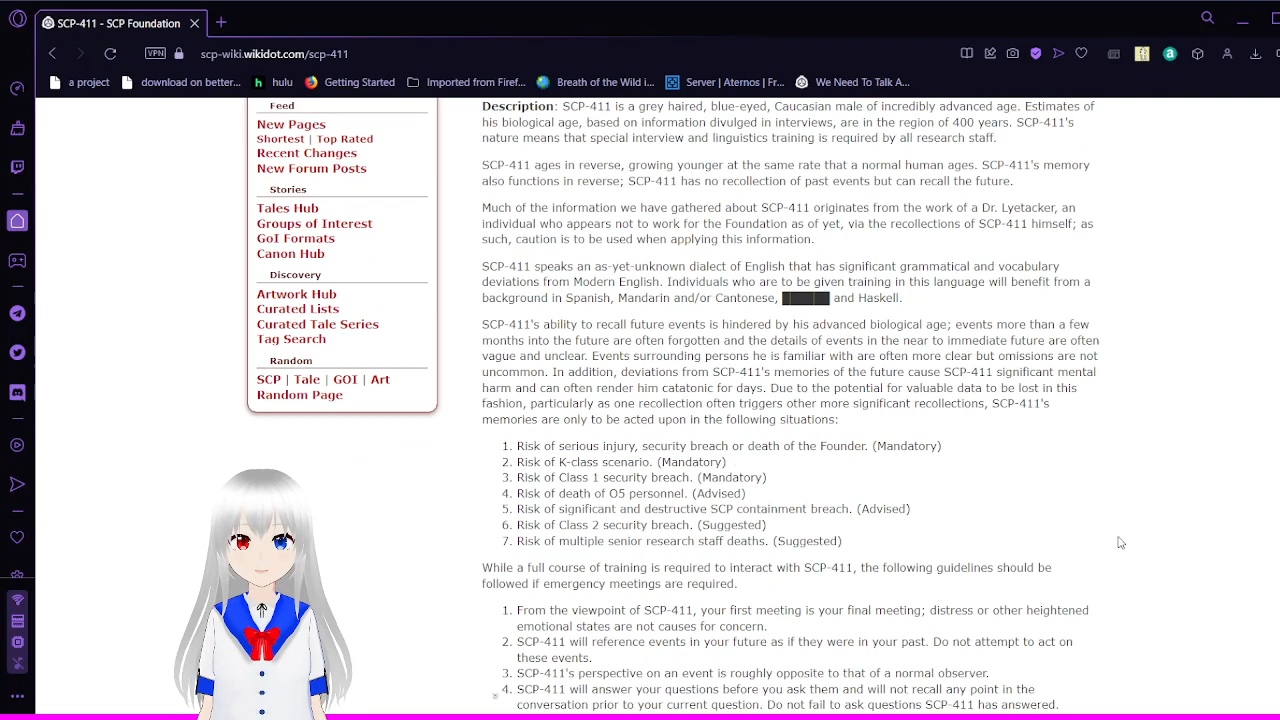 SCP-411 - SCP Foundation
VPN
scp-wiki.wikidot.com/scp-411
a project
download on better...
hulu
Getting Started
Imported from Firef...
Breath of the Wild i...
Server | Aternos | Fr...
We Need To Talk A...
Feed
New Pages
Shortest | Top Rated
Recent Changes
New Forum Posts
Stories
Tales Hub
Groups of Interest
GoI Formats
Canon Hub
Discovery
Artwork Hub
Curated Lists
Curated Tale Series
Tag Search
Random
SCP | Tale | GOI | Art
Random Page
Description: SCP-411 is a grey haired, blue-eyed, Caucasian male of incredibly advanced age. Estimates of
his biological age, based on information divulged in interviews, are in the region of 400 years. SCP-411's
nature means that special interview and linguistics training is required by all research staff.
SCP-411 ages in reverse, growing younger at the same rate that a normal human ages. SCP-411's memory
also functions in reverse; SCP-411 has no recollection of past events but can recall the future.
Much of the information we have gathered about SCP-411 originates from the work of a Dr. Lyetacker, an
individual who appears not to work for the Foundation as of yet, via the recollections of SCP-411 himself; as
such, caution is to be used when applying this information.
SCP-411 speaks an as-yet-unknown dialect of English that has significant grammatical and vocabulary
deviations from Modern English. Individuals who are to be given training in this language will benefit from a
background in Spanish, Mandarin and/or Cantonese, and Haskell.
SCP-411's ability to recall future events is hindered by his advanced biological age; events more than a few
months into the future are often forgotten and the details of events in the near to immediate future are often
vague and unclear. Events surrounding persons he is familiar with are often more clear but omissions are not
uncommon. In addition, deviations from SCP-411's memories of the future cause SCP-411 significant mental
harm and can often render him catatonic for days. Due to the potential for valuable data to be lost in this
fashion, particularly as one recollection often triggers other more significant recollections, SCP-411's
memories are only to be acted upon in the following situations:
1. Risk of serious injury, security breach or death of the Founder. (Mandatory)
2. Risk of K-class scenario. (Mandatory)
3. Risk of Class 1 security breach. (Mandatory)
4. Risk of death of O5 personnel. (Advised)
5. Risk of significant and destructive SCP containment breach. (Advised)
6. Risk of Class 2 security breach. (Suggested)
7. Risk of multiple senior research staff deaths. (Suggested)
While a full course of training is required to interact with SCP-411, the following guidelines should be
followed if emergency meetings are required.
1. From the viewpoint of SCP-411, your first meeting is your final meeting; distress or other heightened
emotional states are not causes for concern.
2. SCP-411 will reference events in your future as if they were in your past. Do not attempt to act on
these events.
3. SCP-411's perspective on an event is roughly opposite to that of a normal observer.
4. SCP-411 will answer your questions before you ask them and will not recall any point in the
conversation prior to your current question. Do not fail to ask questions SCP-411 has answered.